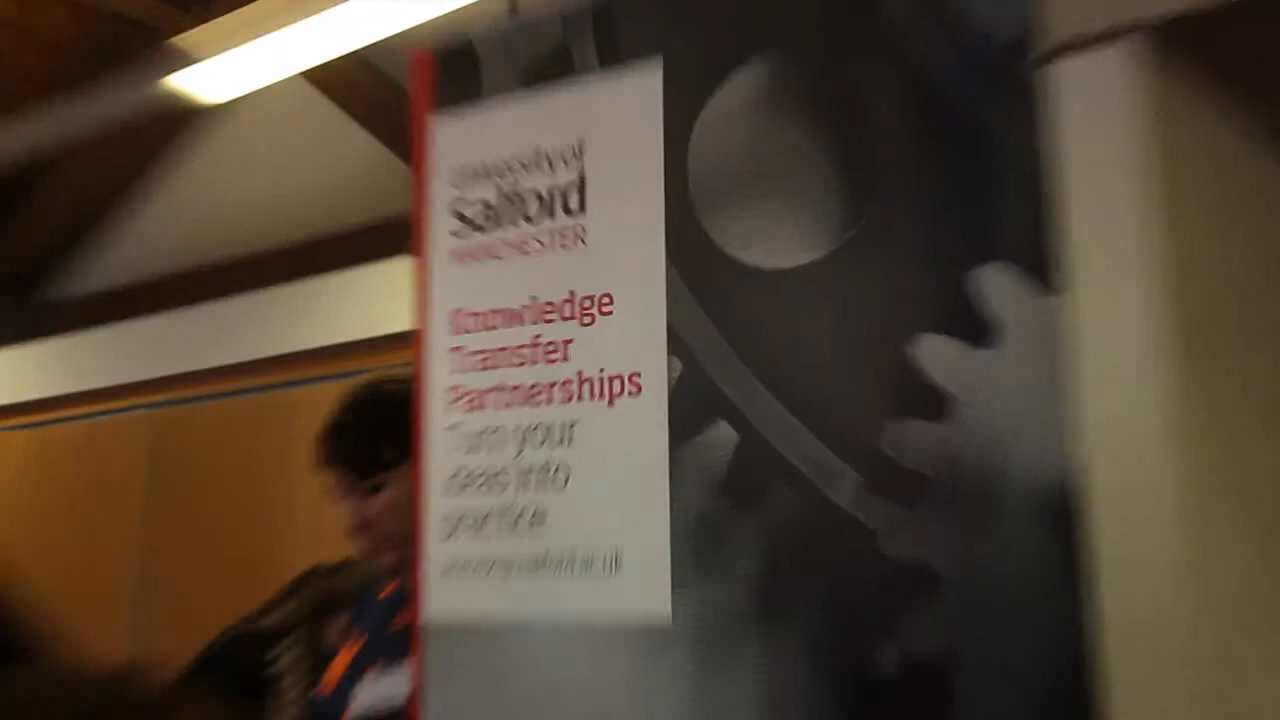 University of
Salford
MANCHESTER
Knowledge
Transfer
Partnerships
Turn your
ideas into
practice